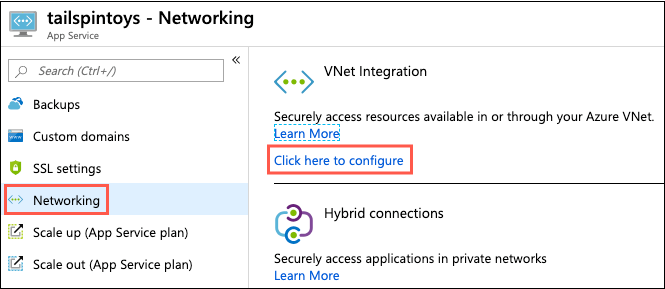 tailspintoys - Networking
App Service
Search (Ctrl+/)
«
Backups
Custom domains
SSL settings
Networking
Scale up (App Service plan)
Scale out (App Service plan)
VNet Integration
Securely access resources available in or through your Azure VNet.
Learn More
Click here to configure
Hybrid connections
Securely access applications in private networks
Learn More